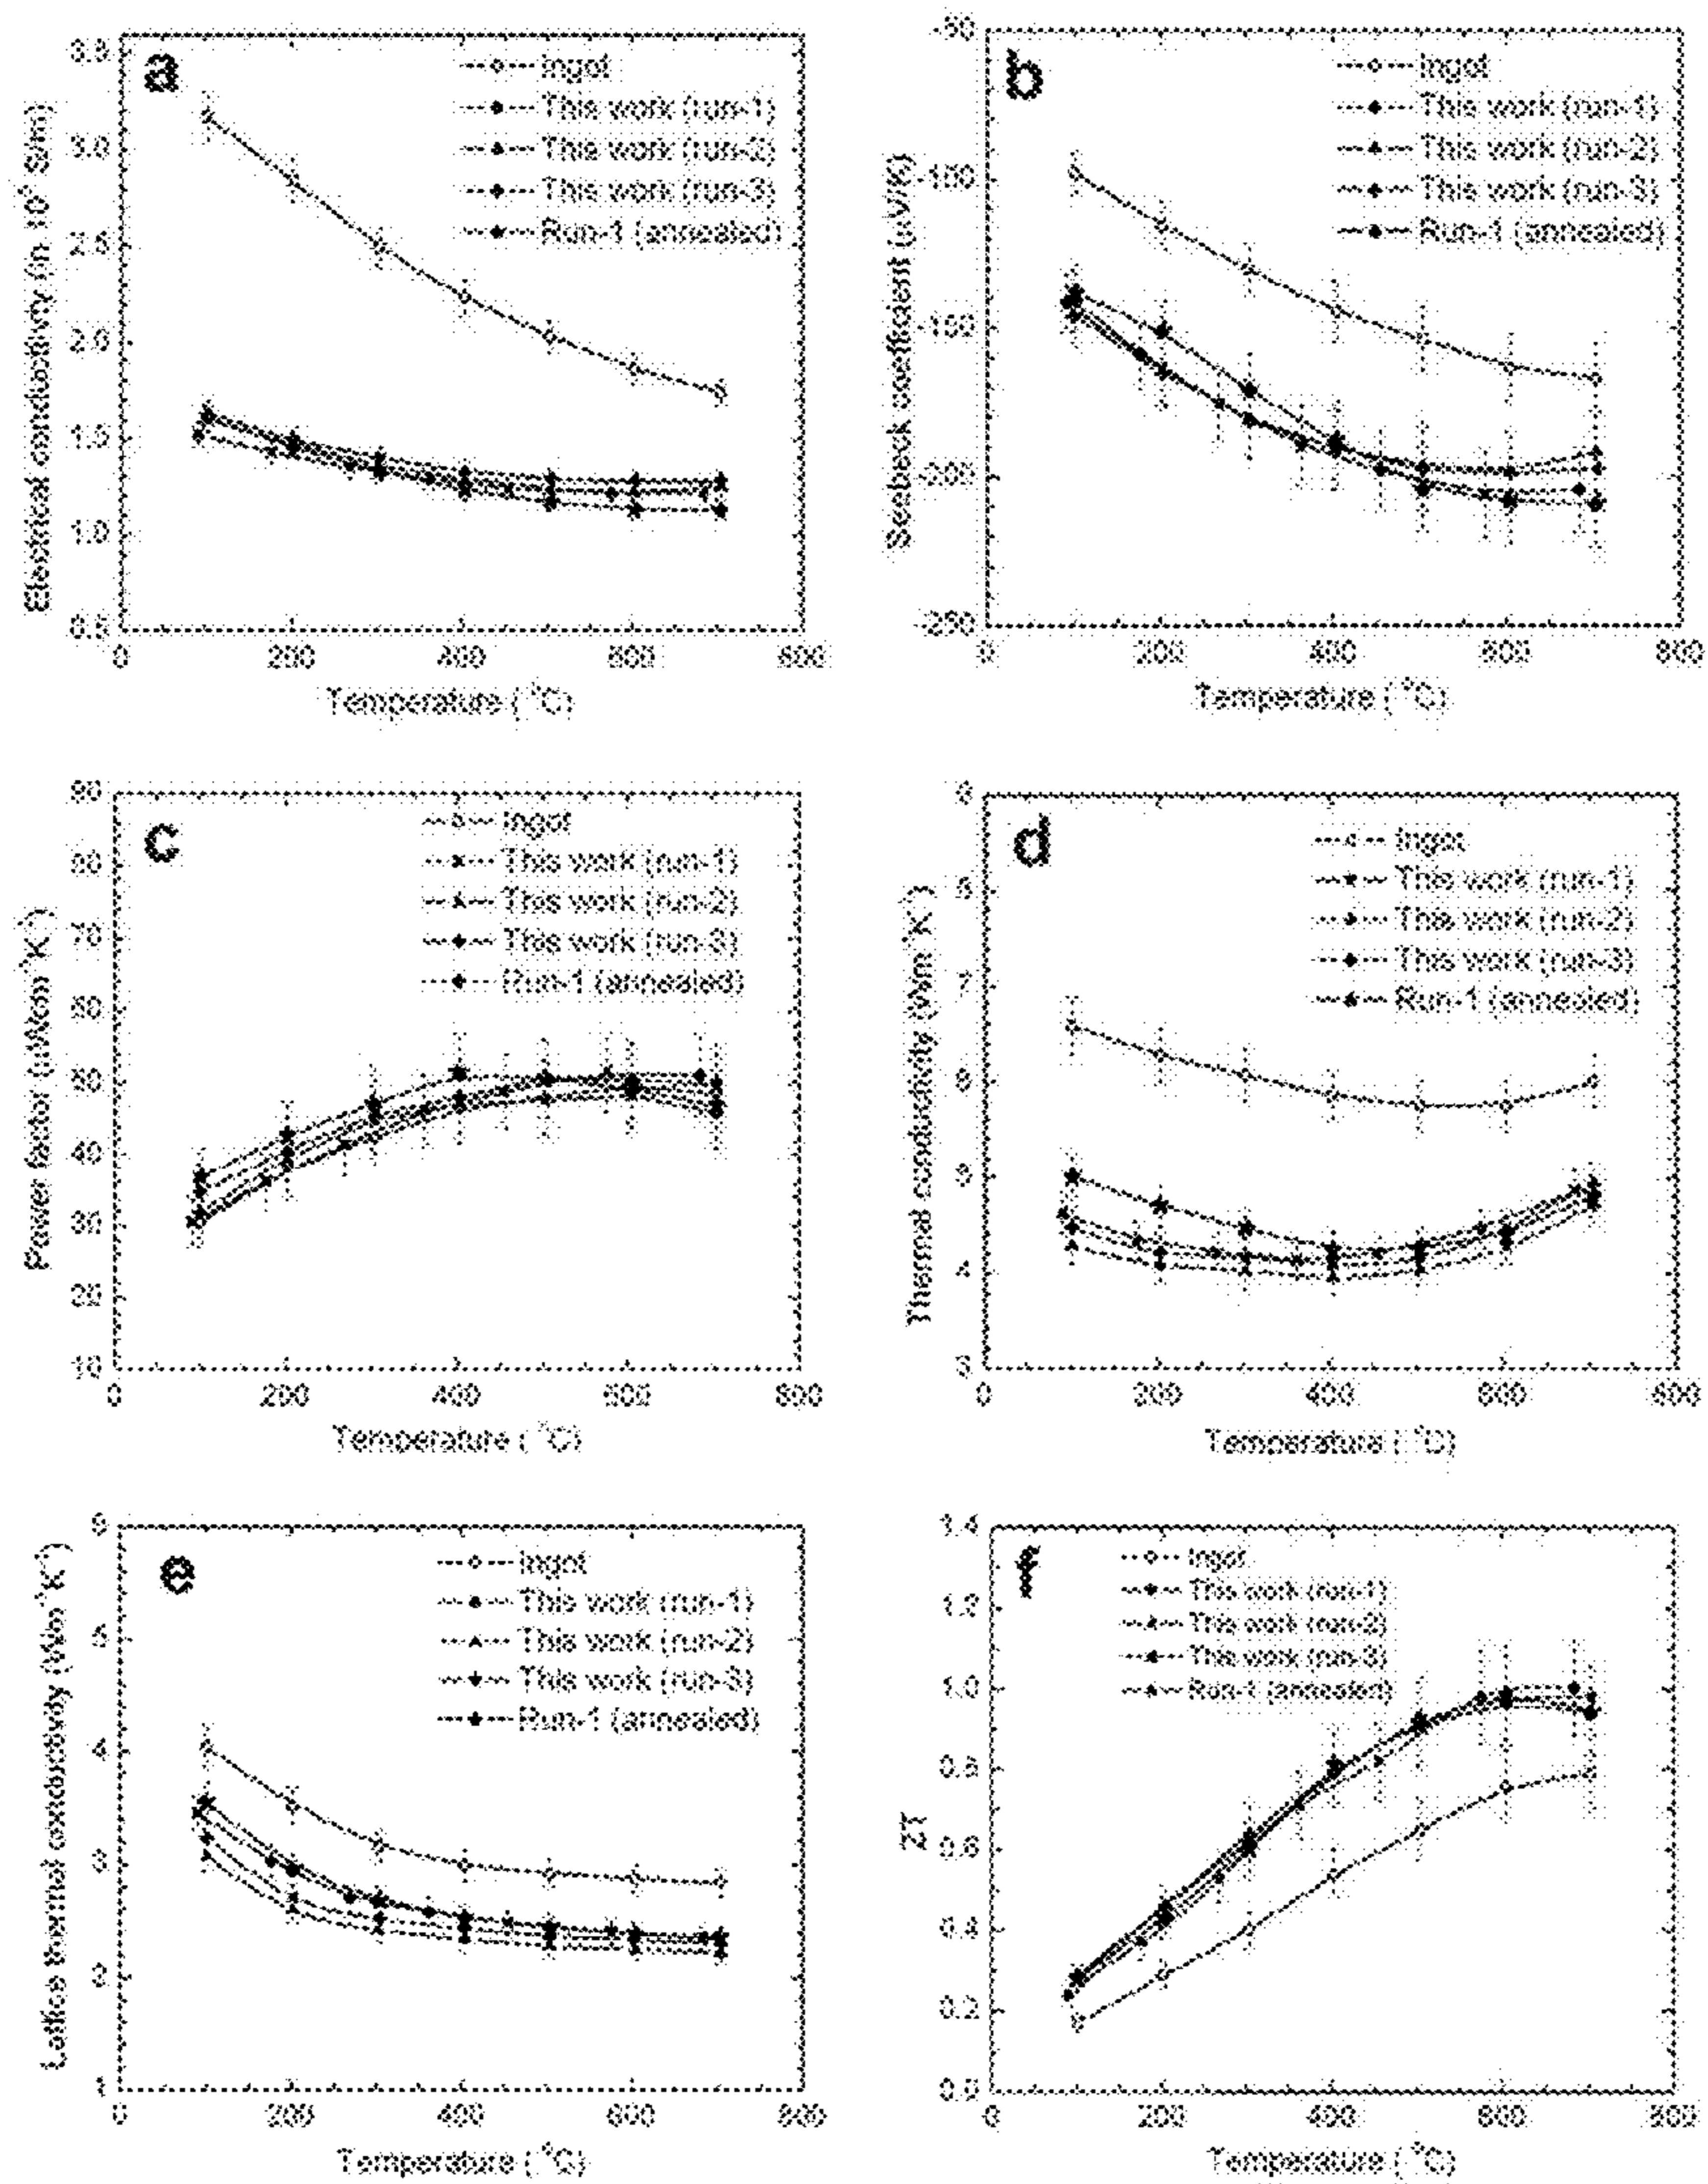 a
Ingot
This work (run-1)
This work (run-2)
This work (run-3)
Run-1 (annealed)
3.5
3.0
2.5
2.0
1.5
1.0
0.5
Electrical conductivity (in 10⁵ S/m)
0 200 400 600 800
Temperature (°C)
b
Ingot
This work (run-1)
This work (run-2)
This work (run-3)
Run-1 (annealed)
-50
-100
-150
-200
-250
Seebeck coefficient (μV/K)
0 200 400 600 800
Temperature (°C)
c
Ingot
This work (run-1)
This work (run-2)
This work (run-3)
Run-1 (annealed)
90
80
70
60
50
40
30
20
10
Power factor
0 200 400 600 800
Temperature (°C)
d
Ingot
This work (run-1)
This work (run-2)
This work (run-3)
Run-1 (annealed)
9
8
7
6
5
4
3
Thermal conductivity (Wm⁻¹K⁻¹)
0 200 400 600 800
Temperature (°C)
e
Ingot
This work (run-1)
This work (run-2)
This work (run-3)
Run-1 (annealed)
6
5
4
3
2
1
Lattice thermal conductivity (Wm⁻¹K⁻¹)
0 200 400 600 800
Temperature (°C)
f
Ingot
This work (run-1)
This work (run-2)
This work (run-3)
Run-1 (annealed)
1.4
1.2
1.0
0.8
0.6
0.4
0.2
0.0
ZT
0 200 400 600 800
Temperature (°C)